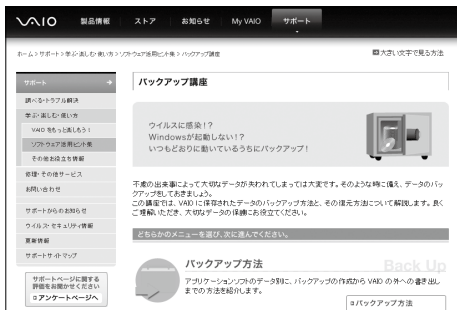 VAIO
製品情報
ストア
お知らせ
My VAIO
サポート
ホーム > サポート > 学ぶ・楽しむ・使い方 > ソフトウェア活用ヒント集 > バックアップ講座
大きい文字で見る方法
サポート
調べる・トラブル解決
学ぶ・楽しむ・使い方
VAIO をもっと楽しもう!
ソフトウェア活用ヒント集
その他お役立ち情報
修理・その他サービス
お問い合わせ
サポートからのお知らせ
ウイルス・セキュリティ情報
更新情報
サポートサイトマップ
サポートページに関する
評価をお聞かせください
アンケートページへ
バックアップ講座
ウイルスに感染!?
Windowsが起動しない!?
いつもどおりに動いているうちにバックアップ!
不慮の出来事によって大切なデータが失われてしまっては大変です。そのような時に備え、データのバッ
クアップをしておきましょう。
この講座では、VAIO に保存されたデータのバックアップ方法と、その復元方法について解説します。良く
ご理解いただき、大切なデータの保護にお役立てください。
どちらかのメニューを選び、次に進んでください。
バックアップ方法
Back Up
アプリケーションソフトのデータ別に、バックアップの作成から VAIO の外への書き出し
までの方法を紹介します。
バックアップ方法